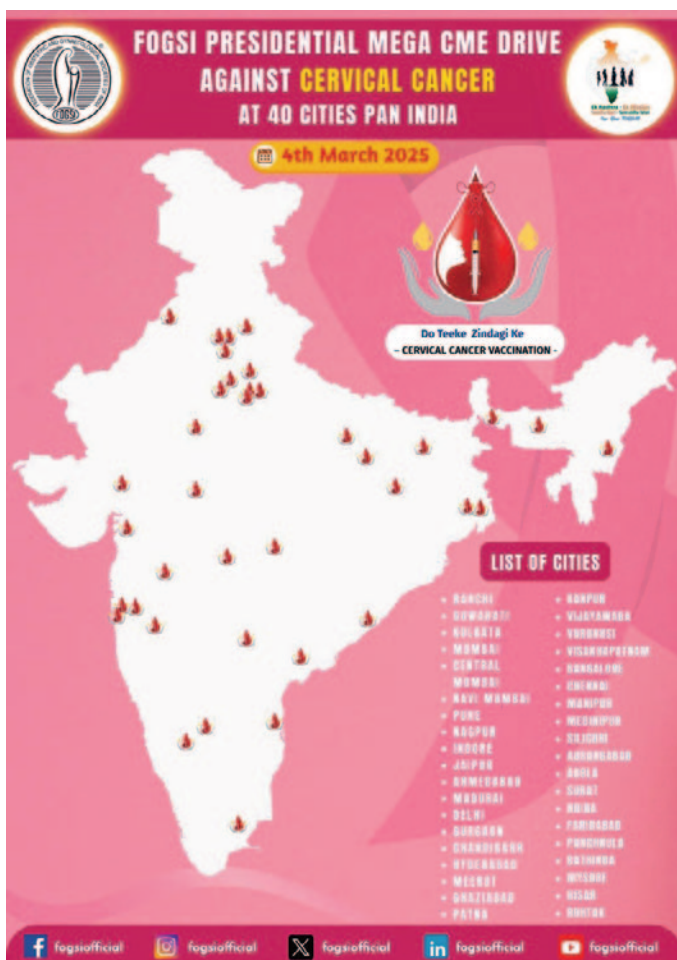 FOGSI PRESIDENTIAL MEGA CME DRIVE
AGAINST CERVICAL CANCER
AT 40 CITIES PAN INDIA
FOGSI
4th March 2025
Do Teeke Zindagi Ke
- CERVICAL CANCER VACCINATION -
LIST OF CITIES
RANCHI
GUWAHATI
KOLKATA
MUMBAI
CENTRAL
MUMBAI
NAVI MUMBAI
PUNE
NAGPUR
INDORE
JAIPUR
AHMEDABAD
MADURAI
DELHI
GURGAON
CHANDIGARH
HYDERABAD
MEERUT
GHAZIABAD
PATNA
KANPUR
VIJAYAWADA
VARANASI
VISAKHAPATNAM
BANGALORE
CHENNAI
MANIPUR
MEDINIPUR
AURANGABAD
AKOLA
SURAT
NOIDA
FARIDABAD
PANCHKULA
BATHINDA
MYSORE
HISAR
ROHTAK
fogsiofficial
fogsiofficial
fogsiofficial
fogsiofficial
fogsiofficial